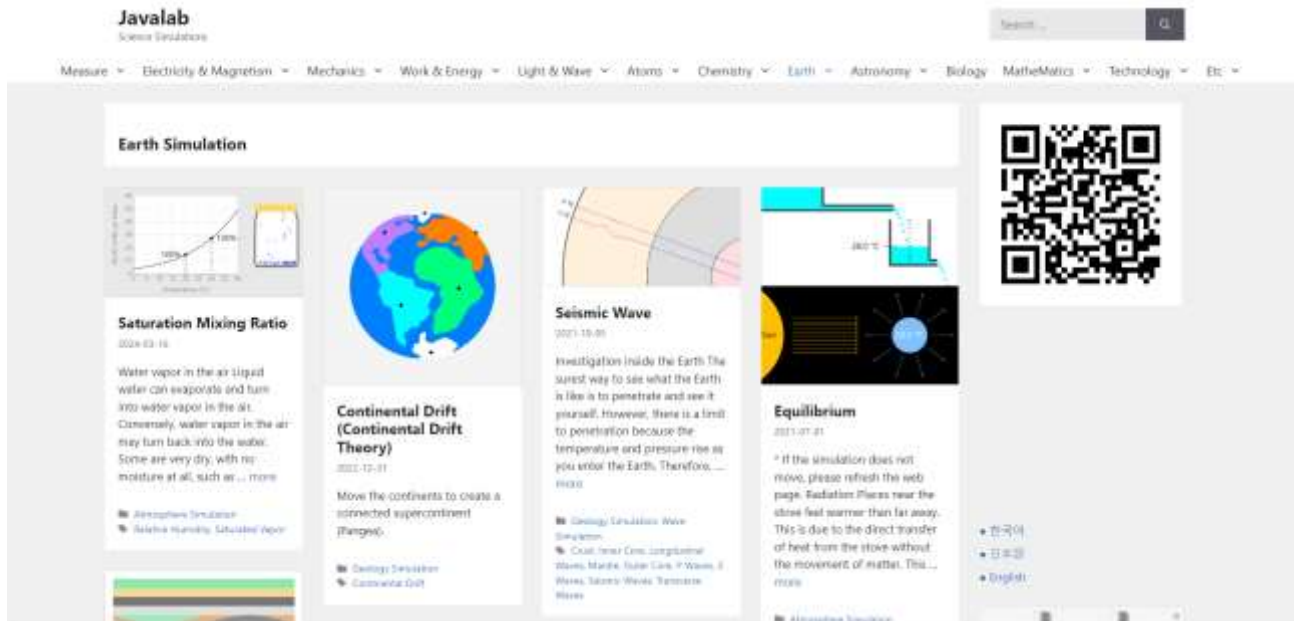 Javalab
Science Simulations
Search ...
Measure
Electricity & Magnetism
Mechanics
Work & Energy
Light & Wave
Atoms
Chemistry
Earth
Astronomy
Biology
MatheMatics
Technology
Etc
Earth Simulation
100%
100%
Saturation Mixing Ratio
2024-03-16
Water vapor in the air Liquid
water can evaporate and turn
into water vapor in the air.
Conversely, water vapor in the air
may turn back into the water.
Some are very dry, with no
moisture at all, such as ... more
Atmosphere Simulation
Relative Humidity, Saturated Vapor
Continental Drift
(Continental Drift
Theory)
2022-12-31
Move the continents to create a
connected supercontinent
(Pangea).
Geology Simulation
Continental Drift
Seismic Wave
Investigation inside the Earth The
surest way to see what the Earth
is like is to penetrate and see it
yourself. However, there is a limit
to penetration because the
temperature and pressure rise as
you enter the Earth. Therefore, ...
more
Geology Simulation, Wave
Simulation
Crust, Inner Core, Longitudinal
Waves, Mantle, Outer Core, P Waves, S
Waves, Seismic Waves, Transverse
Waves
Equilibrium
* If the simulation does not
move, please refresh the web
page. Radiation Places near the
stove feel warmer than far away.
This is due to the direct transfer
of heat from the stove without
the movement of matter. This ...
more
Atmosphere Simulation
한국어
日本語
English